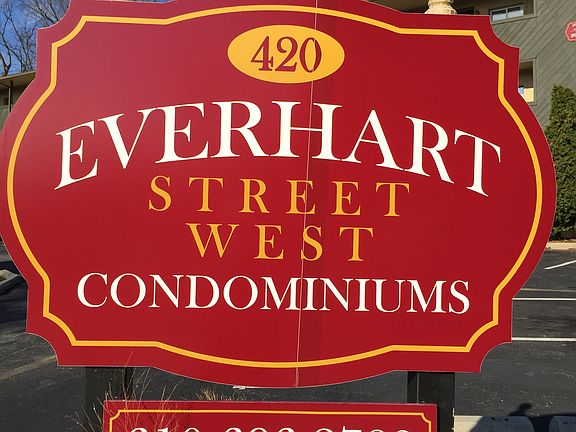 420
EVERHART
STREET
WEST
CONDOMINIUMS